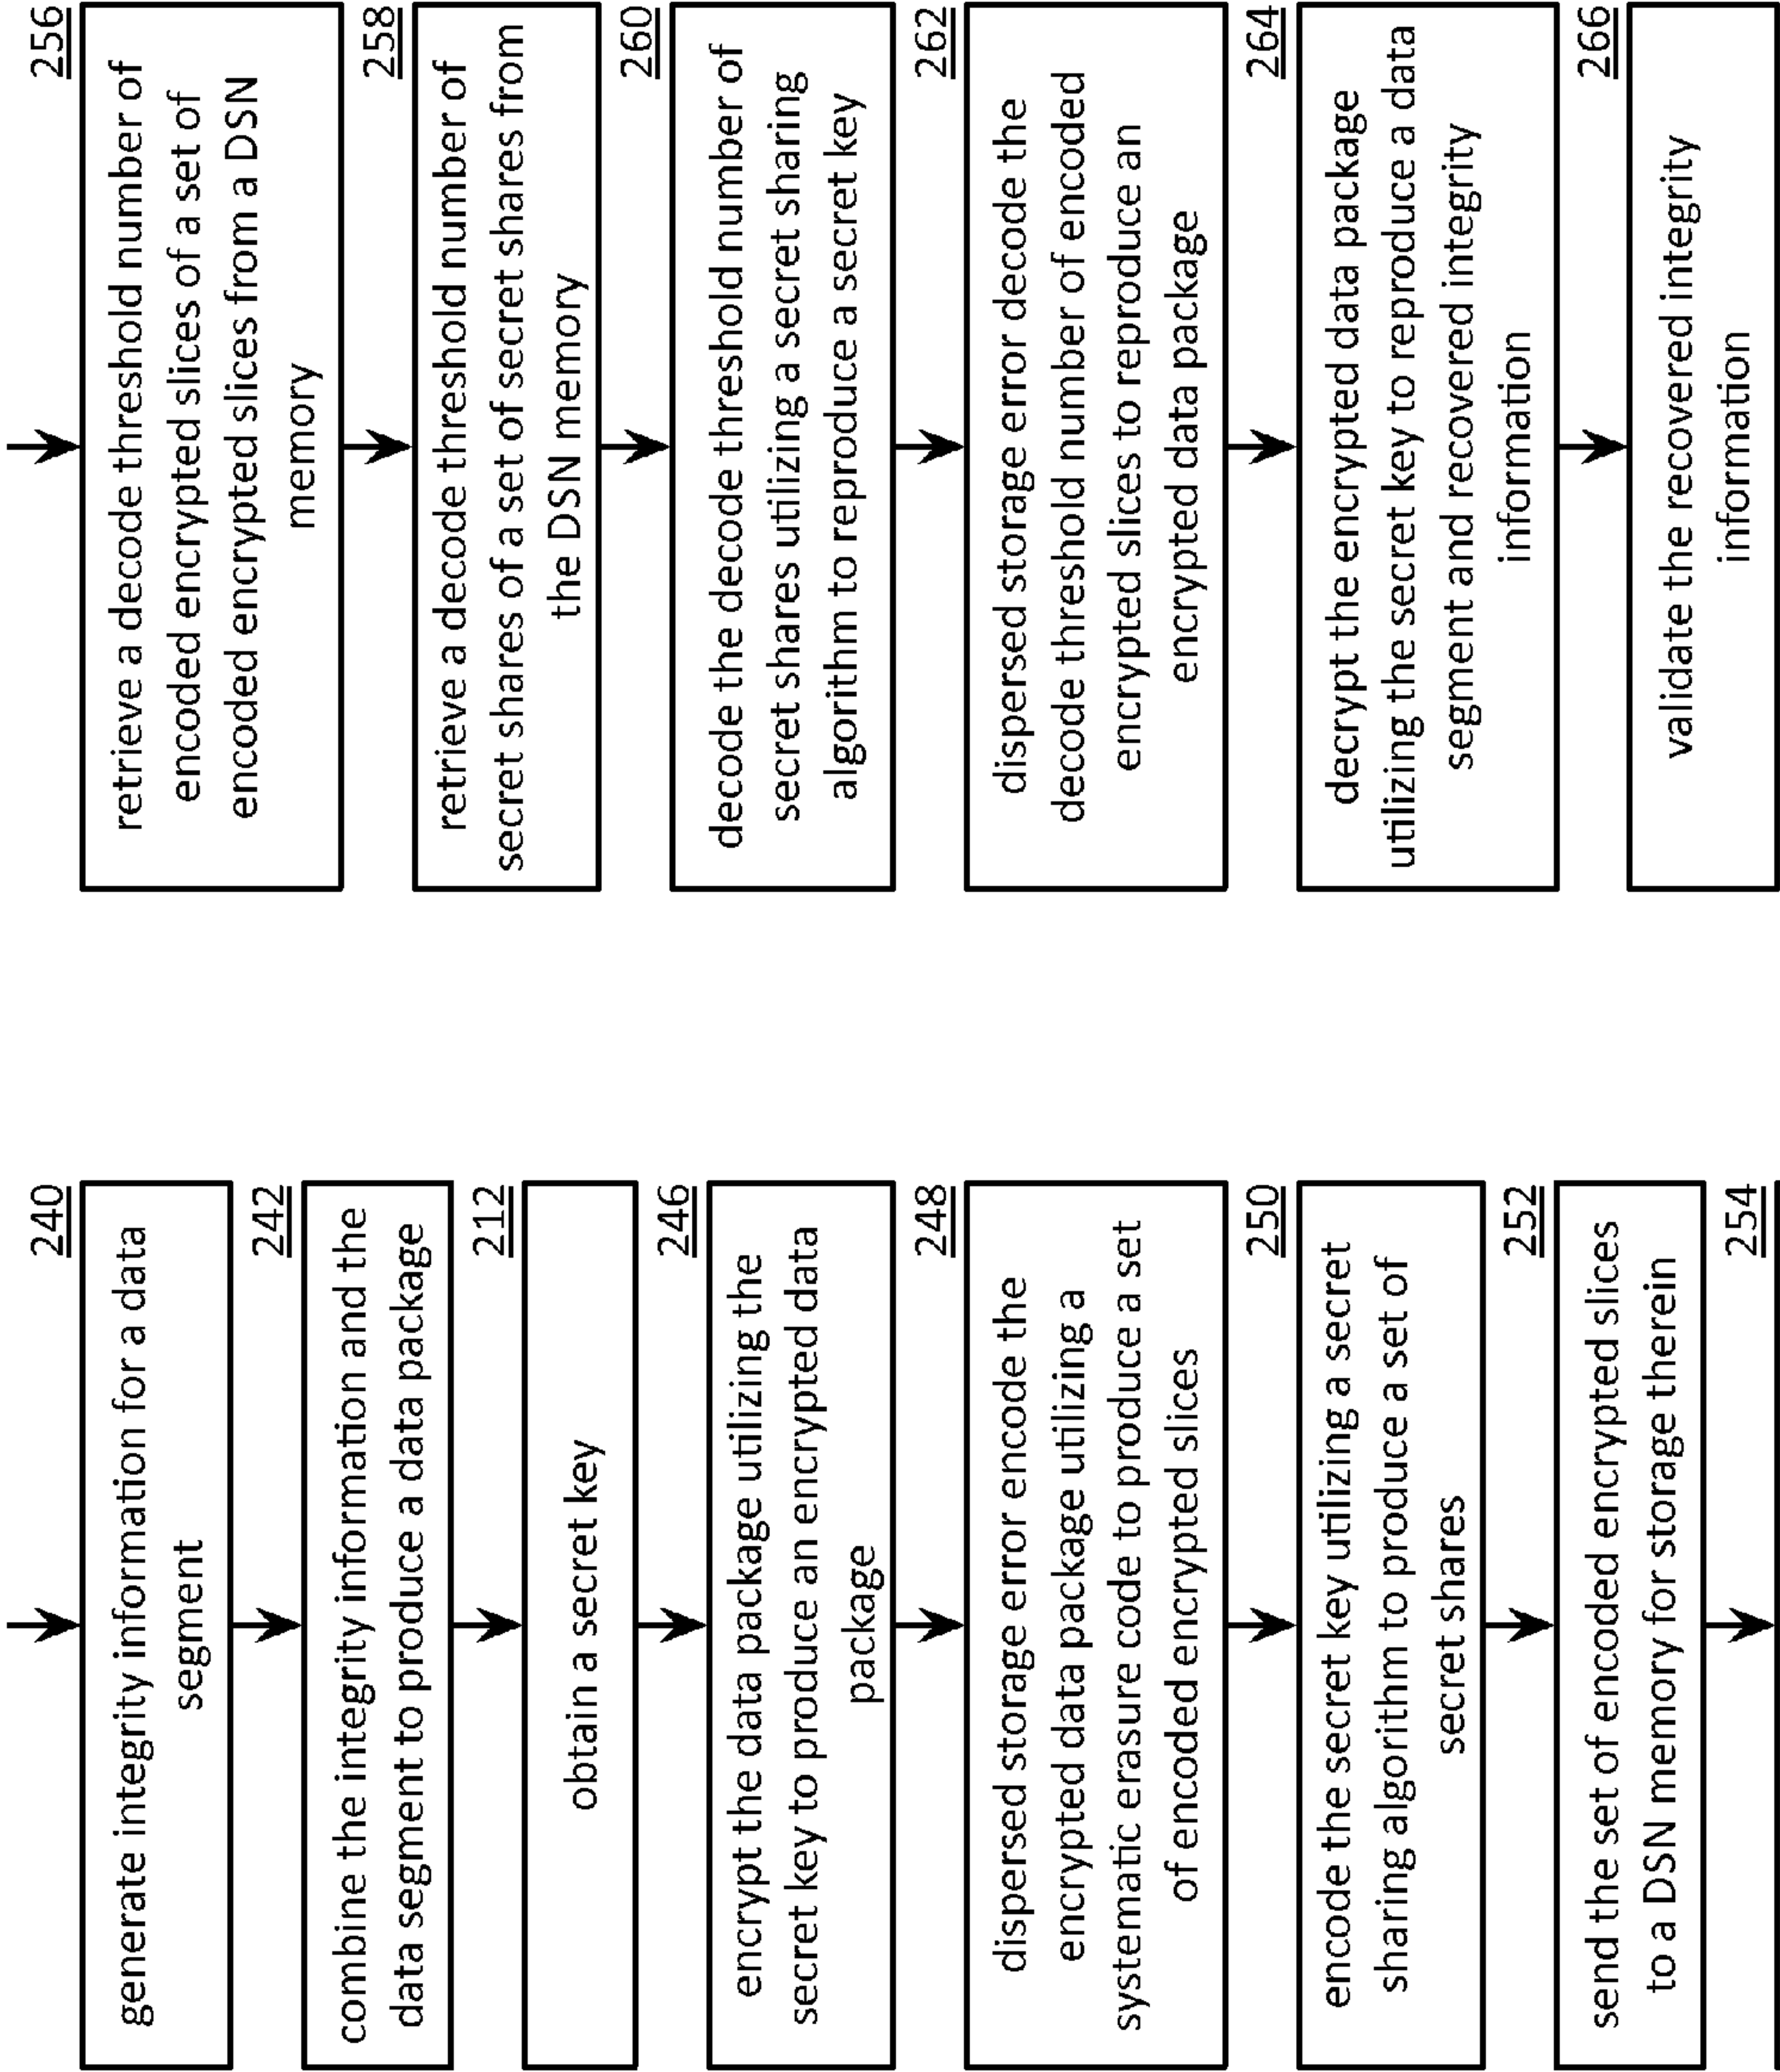 240
generate integrity information for a data
segment
242
combine the integrity information and the
data segment to produce a data package
212
obtain a secret key
246
encrypt the data package utilizing the
secret key to produce an encrypted data
package
248
dispersed storage error encode the
encrypted data package utilizing a
systematic erasure code to produce a set
of encoded encrypted slices
250
encode the secret key utilizing a secret
sharing algorithm to produce a set of
secret shares
252
send the set of encoded encrypted slices
to a DSN memory for storage therein
254
256
retrieve a decode threshold number of
encoded encrypted slices of a set of
encoded encrypted slices from a DSN
memory
258
retrieve a decode threshold number of
secret shares of a set of secret shares from
the DSN memory
260
decode the decode threshold number of
secret shares utilizing a secret sharing
algorithm to reproduce a secret key
262
dispersed storage error decode the
decode threshold number of encoded
encrypted slices to reproduce an
encrypted data package
264
decrypt the encrypted data package
utilizing the secret key to reproduce a data
segment and recovered integrity
information
266
validate the recovered integrity
information